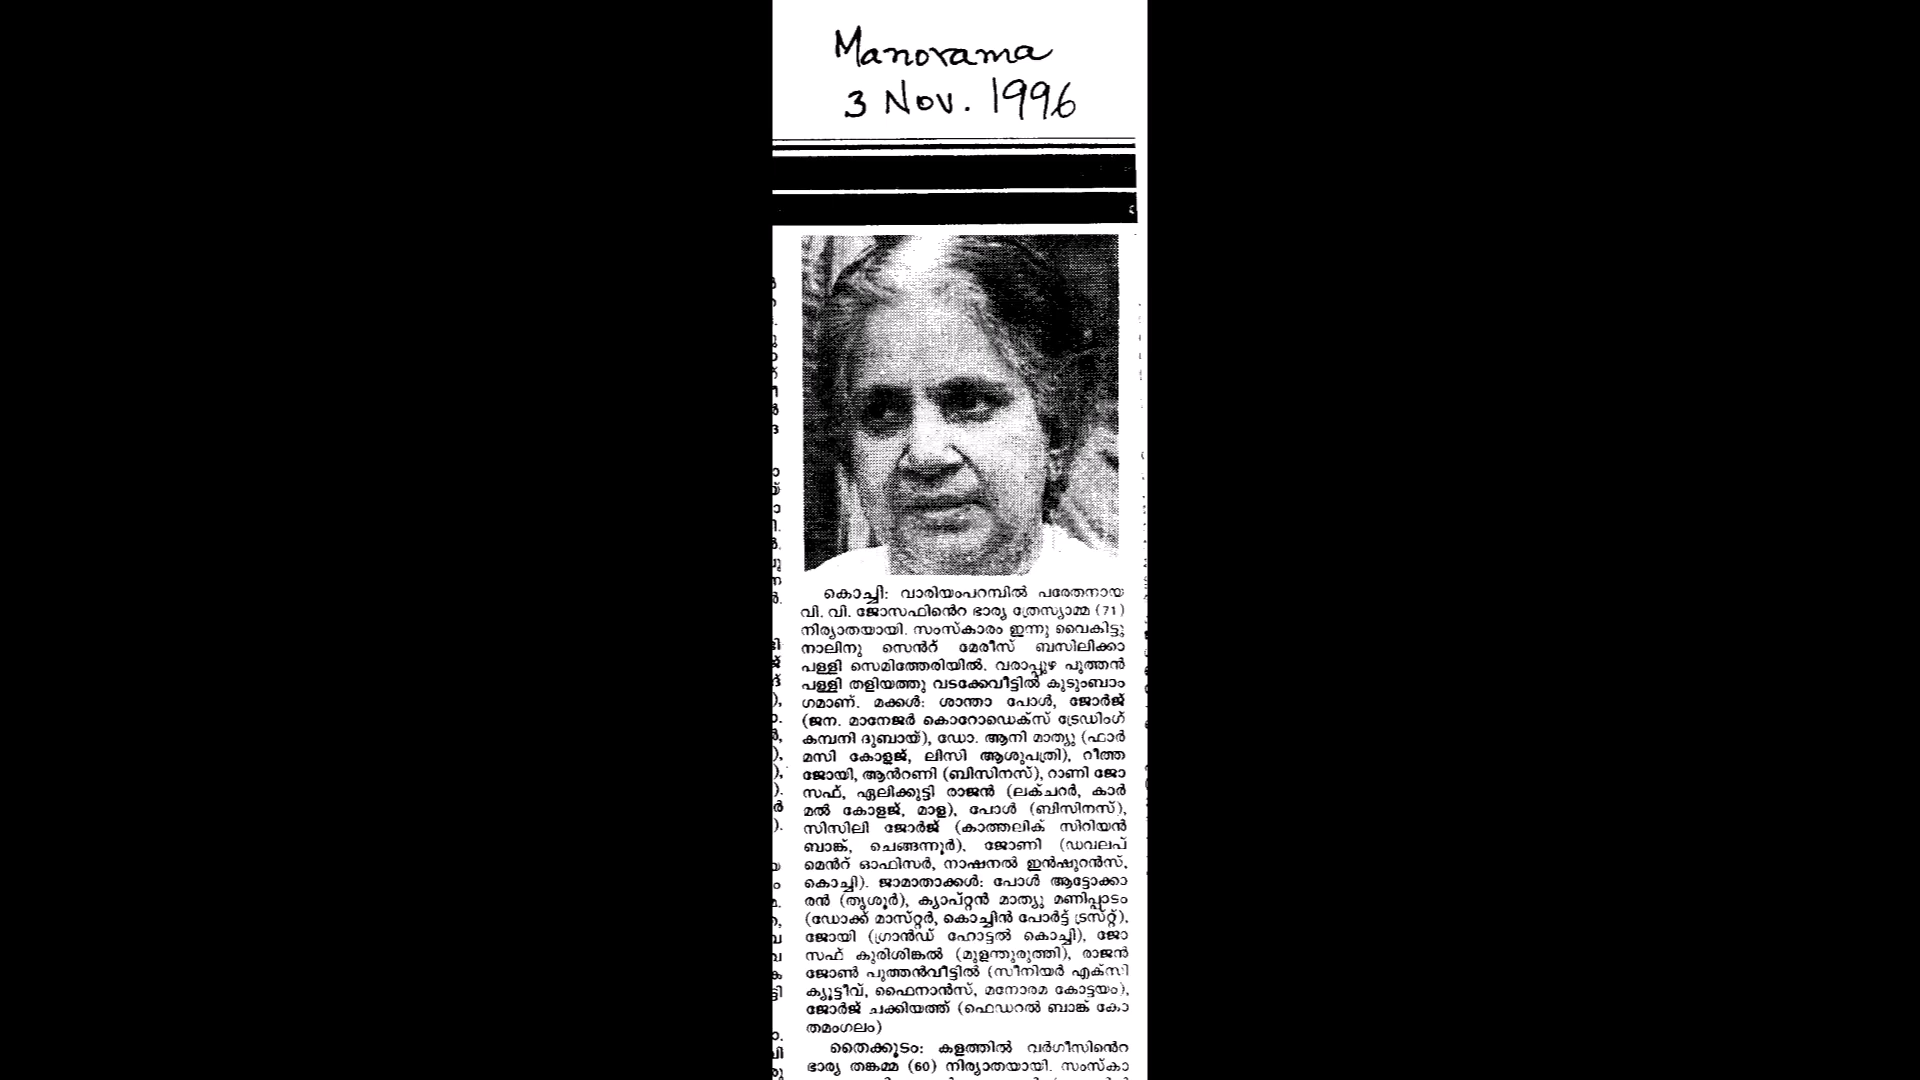 Manorama
3 Nov. 1996
കൊച്ചി: വാരിയംപറമ്പിൽ പരേതനായ
വി. വി. ജോസഫിൻെറ ഭാര്യ ത്രേസ്യാമ്മ (71)
നിര്യാതയായി. സംസ്കാരം ഇന്നു വൈകിട്ടു
നാലിനു സെൻറ് മേരീസ് ബസിലിക്കാ
പള്ളി സെമിത്തേരിയിൽ. വരാപ്പുഴ പുത്തൻ
പള്ളി തളിയത്തു വടക്കേവീട്ടിൽ കുടുംബാം
ഗമാണ്. മക്കൾ: ശാന്താ പോൾ, ജോർജ്
(ജന. മാനേജർ കൊറോഡെക്സ് ട്രേഡിംഗ്
കമ്പനി ദുബായ്), ഡോ. ആനി മാത്യു (ഫാർ
മസി കോളജ്, ലിസി ആശുപത്രി), റീത്ത
ജോയി, ആൻറണി (ബിസിനസ്), റാണി ജോ
സഫ്, ഏലിക്കുട്ടി രാജൻ (ലക്ചറർ, കാർ
മൽ കോളജ്, മാള), പോൾ (ബിസിനസ്),
സിസിലി ജോർജ് (കാത്തലിക് സിറിയൻ
ബാങ്ക്, ചെങ്ങന്നൂർ), ജോണി (ഡവലപ്
മെൻറ് ഓഫിസർ, നാഷനൽ ഇൻഷുറൻസ്,
കൊച്ചി). ജാമാതാക്കൾ: പോൾ ആട്ടോക്കാ
രൻ (തൃശൂർ), ക്യാപ്റ്റൻ മാത്യു മണിപ്പാടം
(ഡോക്ക് മാസ്റ്റർ, കൊച്ചിൻ പോർട്ട് ട്രസ്റ്റ്),
ജോയി (ഗ്രാൻഡ് ഹോട്ടൽ കൊച്ചി), ജോ
സഫ് കുരിശിങ്കൽ (മുളന്തുരുത്തി), രാജൻ
ജോൺ പുത്തൻവീട്ടിൽ (സീനിയർ എക്സി
ക്യൂട്ടീവ്, ഫൈനാൻസ്, മനോരമ കോട്ടയം),
ജോർജ് ചക്കിയത്ത് (ഫെഡറൽ ബാങ്ക് കോ
തമംഗലം)
തൈക്കൂടം: കളത്തിൽ വർഗീസിൻെറ
ഭാര്യ തങ്കമ്മ (60) നിര്യാതയായി. സംസ്കാ